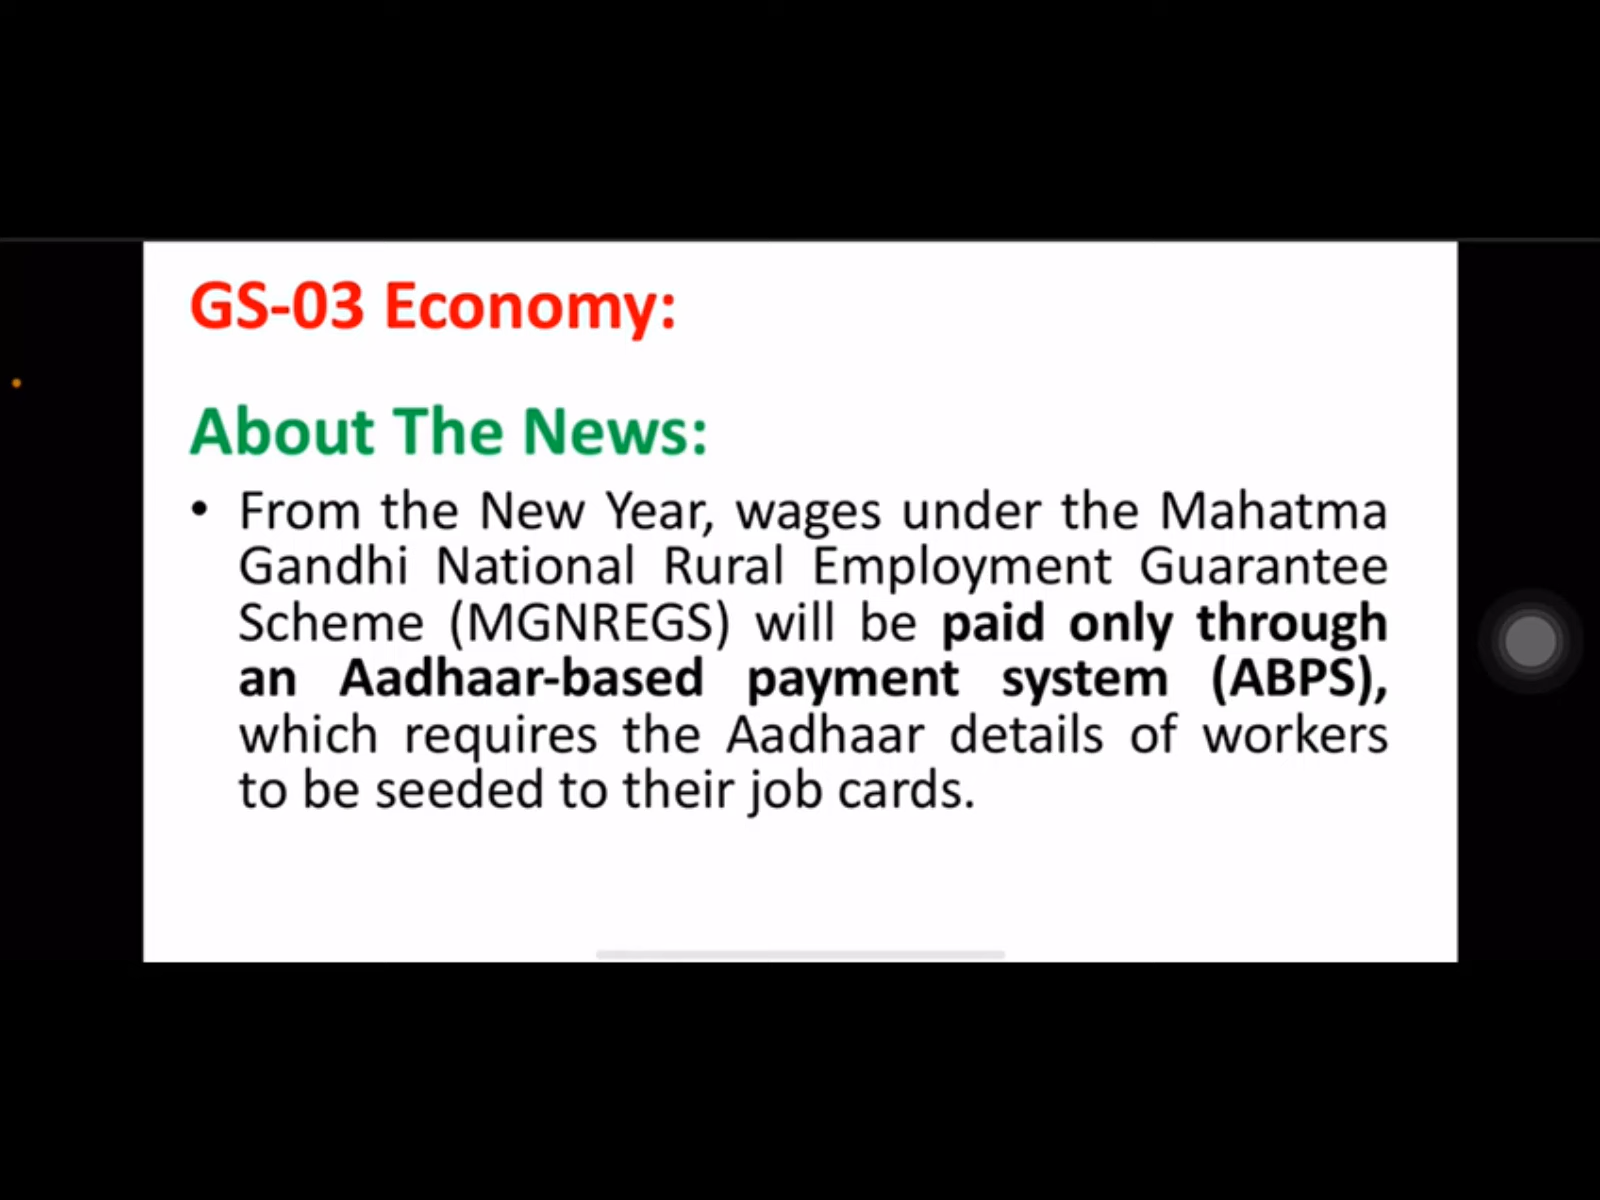 GS-03 Economy:
About The News:
• From the New Year, wages under the Mahatma
Gandhi National Rural Employment Guarantee
Scheme (MGNREGS) will be paid only through
an Aadhaar-based payment system (ABPS),
which requires the Aadhaar details of workers
to be seeded to their job cards.